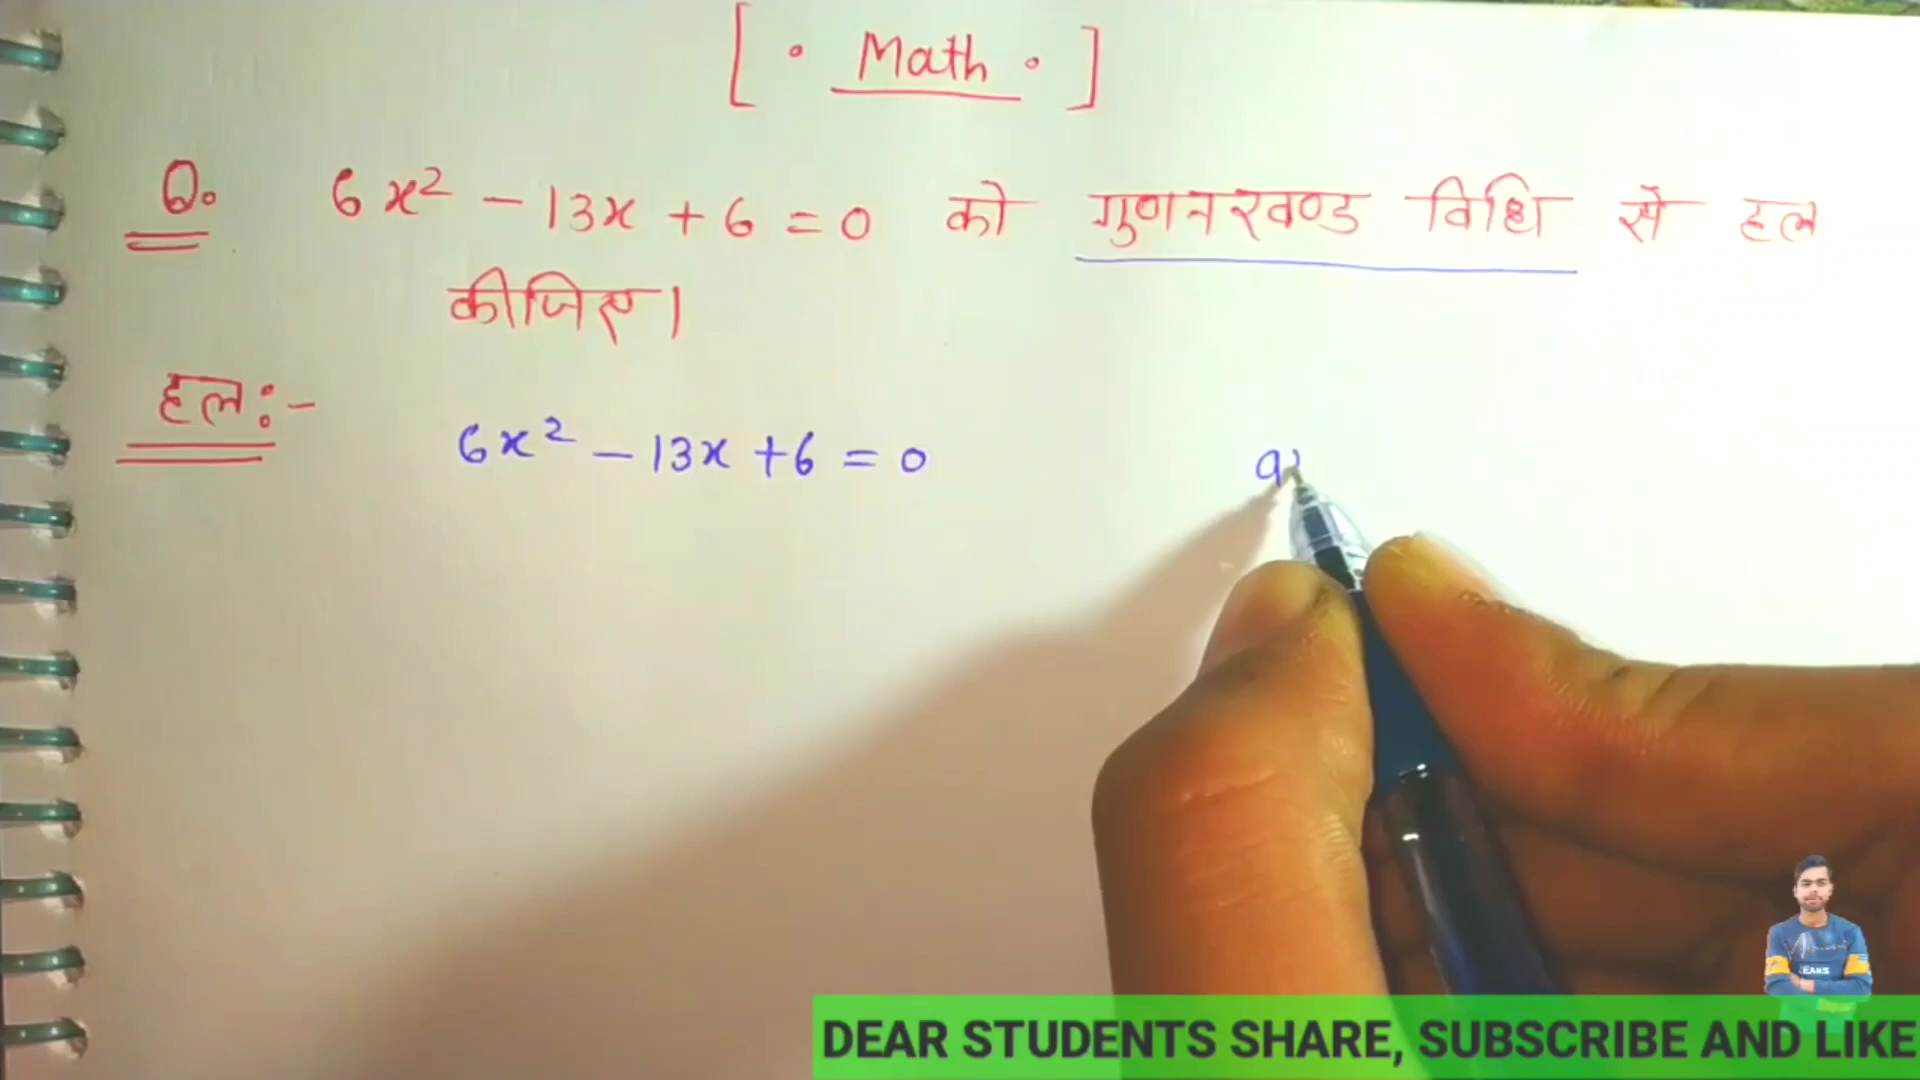 [ · Math · ]
Q. 6x² - 13x + 6 = 0 को गुणनखण्ड विधि से हल
कीजिए।
हल:-
6x² - 13x + 6 = 0
DEAR STUDENTS SHARE, SUBSCRIBE AND LIKE